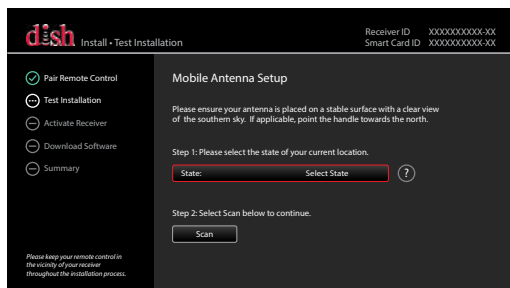 dish Install • Test Installation
Receiver ID XXXXXXXXXX-XX
Smart Card ID XXXXXXXXXX-XX
Pair Remote Control
Test Installation
Activate Receiver
Download Software
Summary
Please keep your remote control in
the vicinity of your receiver
throughout the installation process.
Mobile Antenna Setup
Please ensure your antenna is placed on a stable surface with a clear view
of the southern sky. If applicable, point the handle towards the north.
Step 1: Please select the state of your current location.
State: Select State ?
Step 2: Select Scan below to continue.
Scan